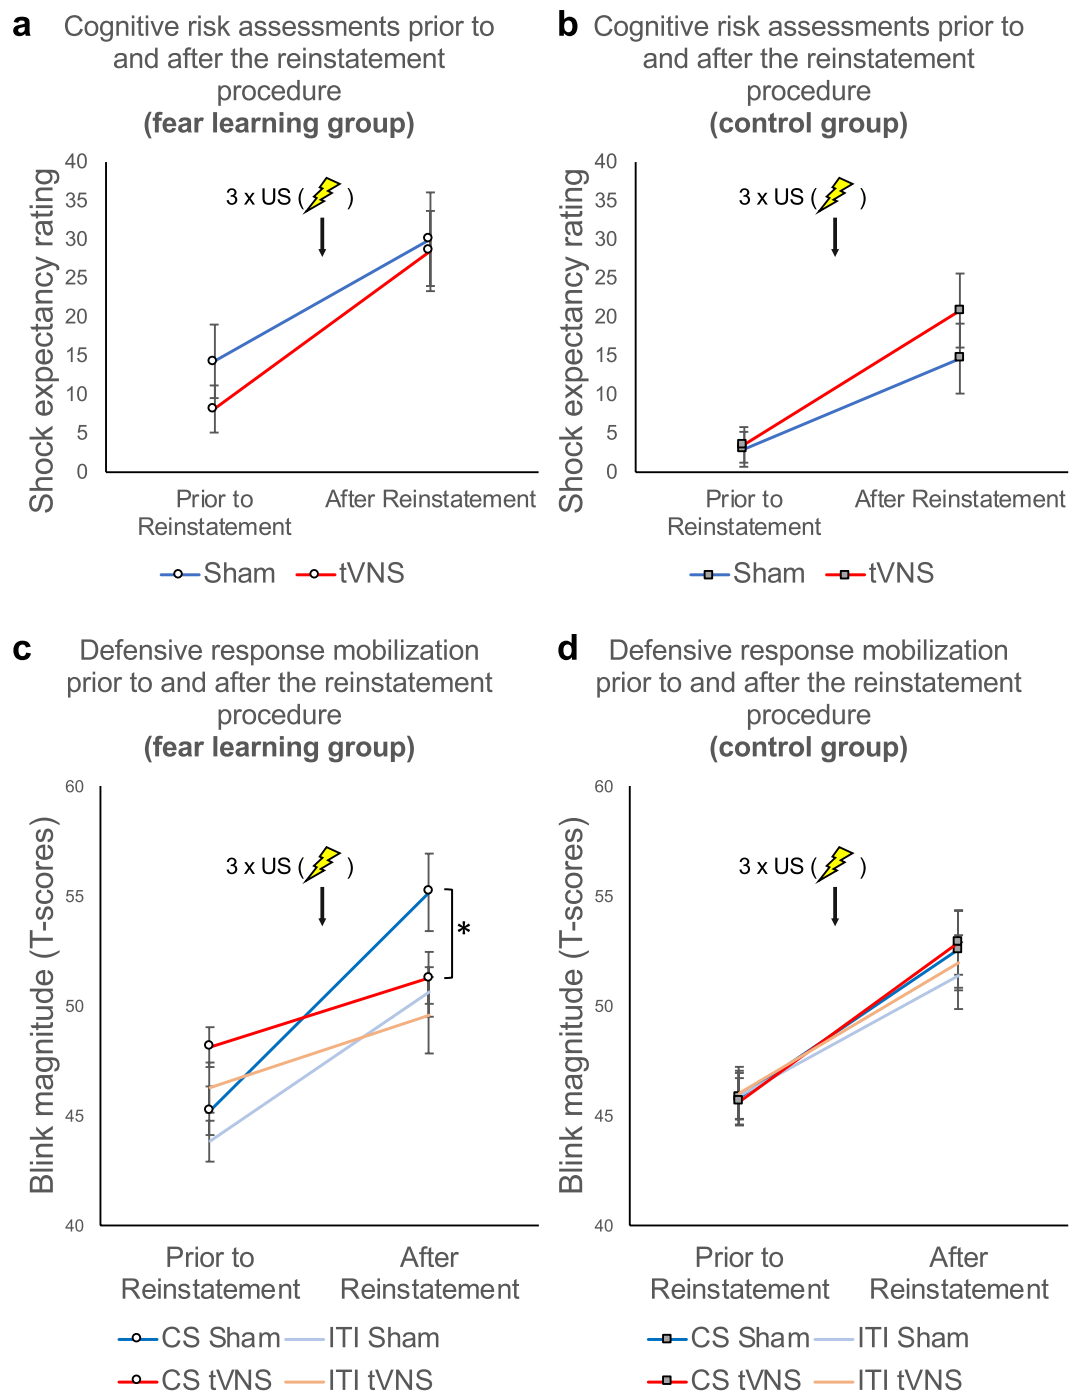 a
Cognitive risk assessments prior to
and after the reinstatement
procedure
(fear learning group)
Shock expectancy rating
40
35
30
25
20
15
10
5
0
3 x US ( )
Prior to
Reinstatement
After Reinstatement
Sham
tVNS
b
Cognitive risk assessments prior to
and after the reinstatement
procedure
(control group)
Shock expectancy rating
40
35
30
25
20
15
10
5
0
3 x US ( )
Prior to
Reinstatement
After Reinstatement
Sham
tVNS
c
Defensive response mobilization
prior to and after the reinstatement
procedure
(fear learning group)
Blink magnitude (T-scores)
60
55
50
45
40
3 x US ( )
*
Prior to
Reinstatement
After
Reinstatement
CS Sham
ITI Sham
CS tVNS
ITI tVNS
d
Defensive response mobilization
prior to and after the reinstatement
procedure
(control group)
Blink magnitude (T-scores)
60
55
50
45
40
3 x US ( )
Prior to
Reinstatement
After
Reinstatement
CS Sham
ITI Sham
CS tVNS
ITI tVNS